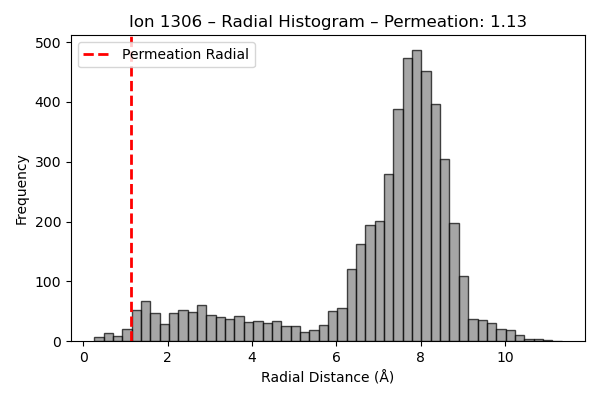 Ion 1306 – Radial Histogram – Permeation: 1.13
Permeation Radial
Frequency
500
400
300
200
100
0
0 2 4 6 8 10
Radial Distance (Å)